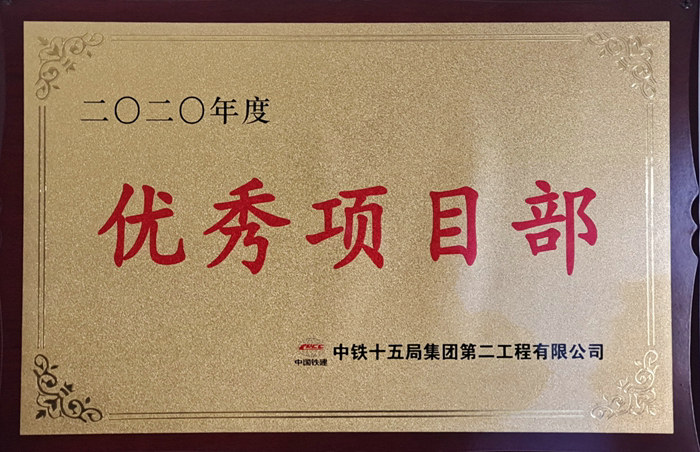 二〇二〇年度
优秀项目部
中国铁建 中铁十五局集团第二工程有限公司